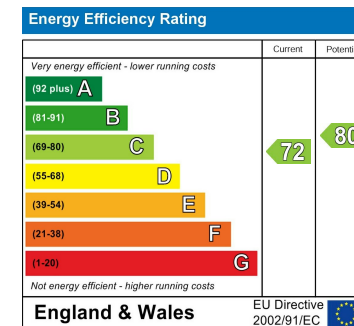 Energy Efficiency Rating
Current Potenti
Very energy efficient - lower running costs
(92 plus) A
(81-91) B
(69-80) C
72
80
(55-68) D
(39-54) E
(21-38) F
(1-20) G
Not energy efficient - higher running costs
England & Wales
EU Directive
2002/91/EC